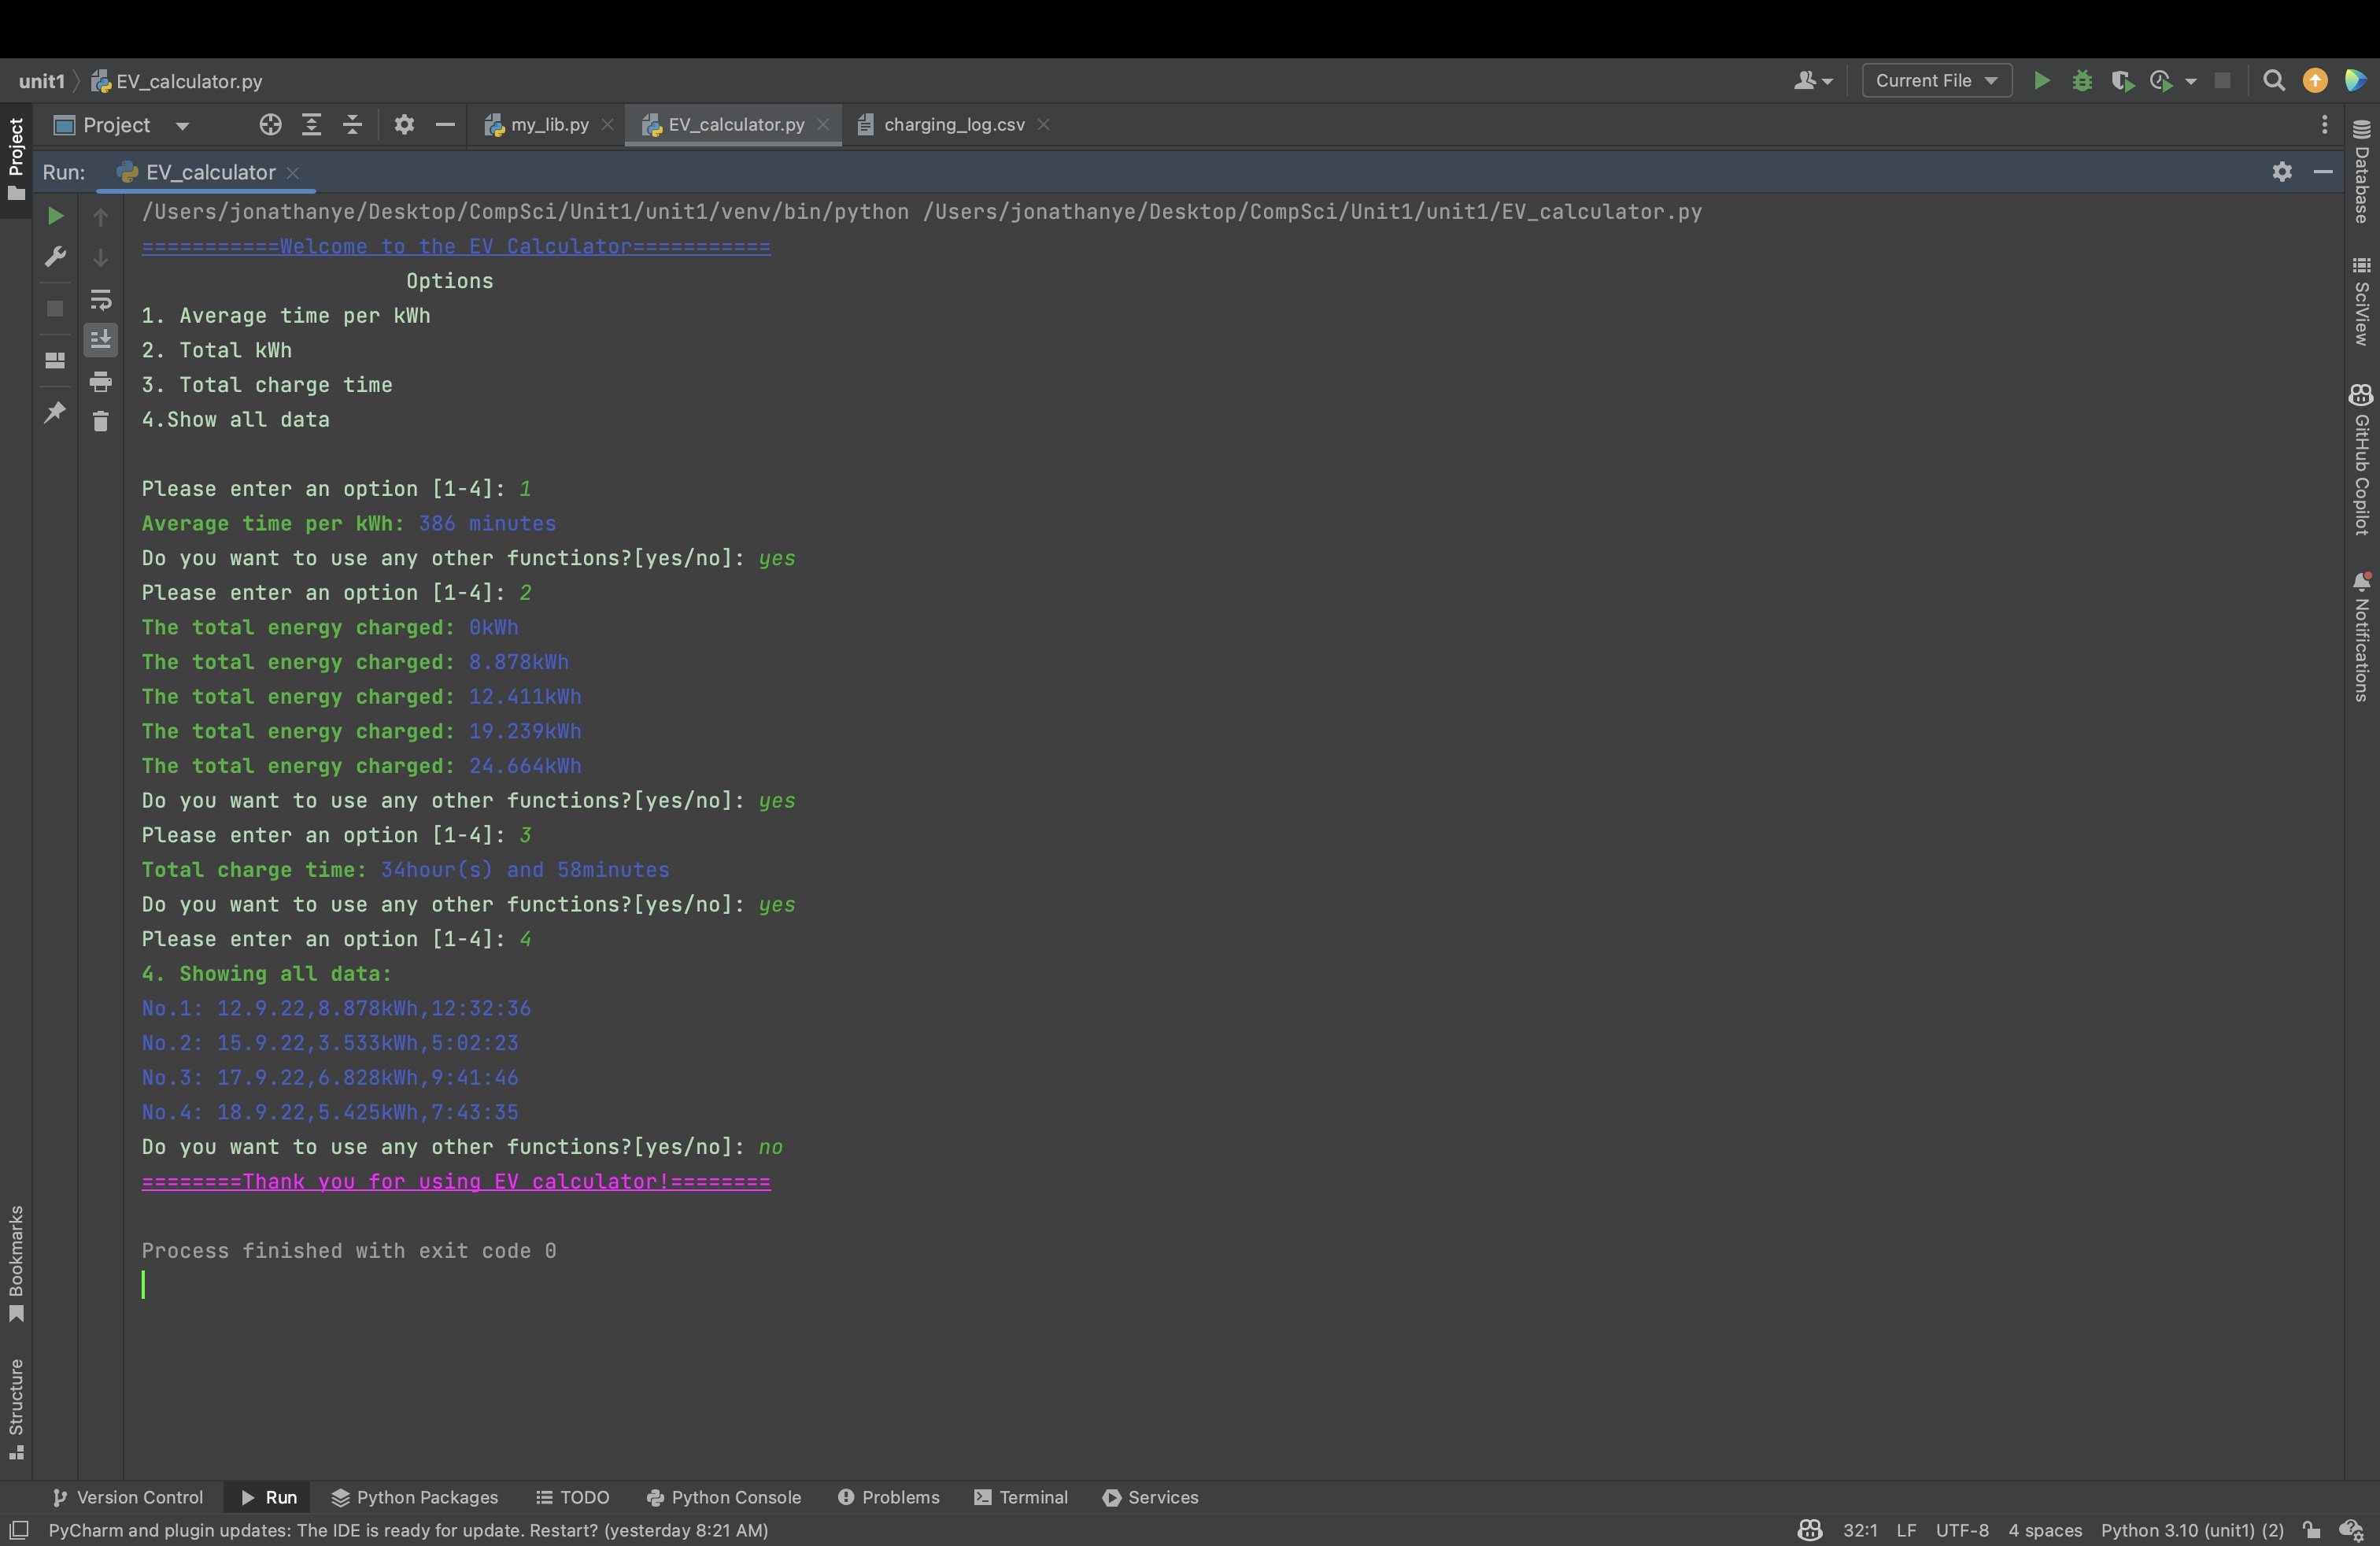 unit1 EV_calculator.py
Current File
Project
Project
my_lib.py
EV_calculator.py
charging_log.csv
Database
Run:
EV_calculator
/Users/jonathanye/Desktop/CompSci/Unit1/unit1/venv/bin/python /Users/jonathanye/Desktop/CompSci/Unit1/unit1/EV_calculator.py
===========Welcome to the EV Calculator===========
Options
1. Average time per kWh
2. Total kWh
3. Total charge time
4.Show all data
SciView
GitHub Copilot
Notifications
Please enter an option [1-4]: 1
Average time per kWh: 386 minutes
Do you want to use any other functions?[yes/no]: yes
Please enter an option [1-4]: 2
The total energy charged: 0kWh
The total energy charged: 8.878kWh
The total energy charged: 12.411kWh
The total energy charged: 19.239kWh
The total energy charged: 24.664kWh
Do you want to use any other functions?[yes/no]: yes
Please enter an option [1-4]: 3
Total charge time: 34hour(s) and 58minutes
Do you want to use any other functions?[yes/no]: yes
Please enter an option [1-4]: 4
4. Showing all data:
No.1: 12.9.22,8.878kWh,12:32:36
No.2: 15.9.22,3.533kWh,5:02:23
No.3: 17.9.22,6.828kWh,9:41:46
No.4: 18.9.22,5.425kWh,7:43:35
Do you want to use any other functions?[yes/no]: no
========Thank you for using EV calculator!========
Process finished with exit code 0
Bookmarks
Structure
Version Control
Run
Python Packages
TODO
Python Console
Problems
Terminal
Services
PyCharm and plugin updates: The IDE is ready for update. Restart? (yesterday 8:21 AM)
32:1 LF UTF-8 4 spaces Python 3.10 (unit1) (2)